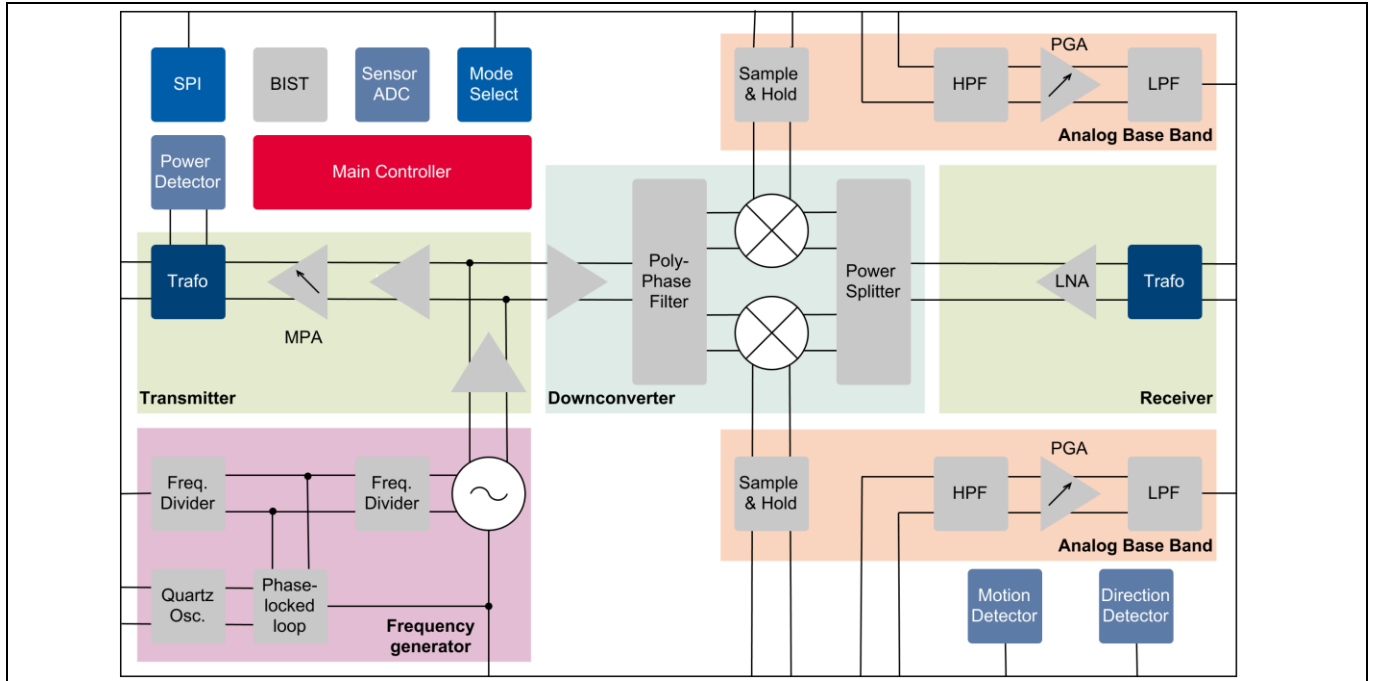 SPI
BIST
Sensor
ADC
Mode
Select
Sample
& Hold
HPF
PGA
LPF
Analog Base Band
Power
Detector
Main Controller
Trafo
MPA
Transmitter
Poly-
Phase
Filter
Power
Splitter
Downconverter
LNA
Trafo
Receiver
Freq.
Divider
Freq.
Divider
Quartz
Osc.
Phase-
locked
loop
Frequency
generator
Sample
& Hold
HPF
PGA
LPF
Analog Base Band
Motion
Detector
Direction
Detector